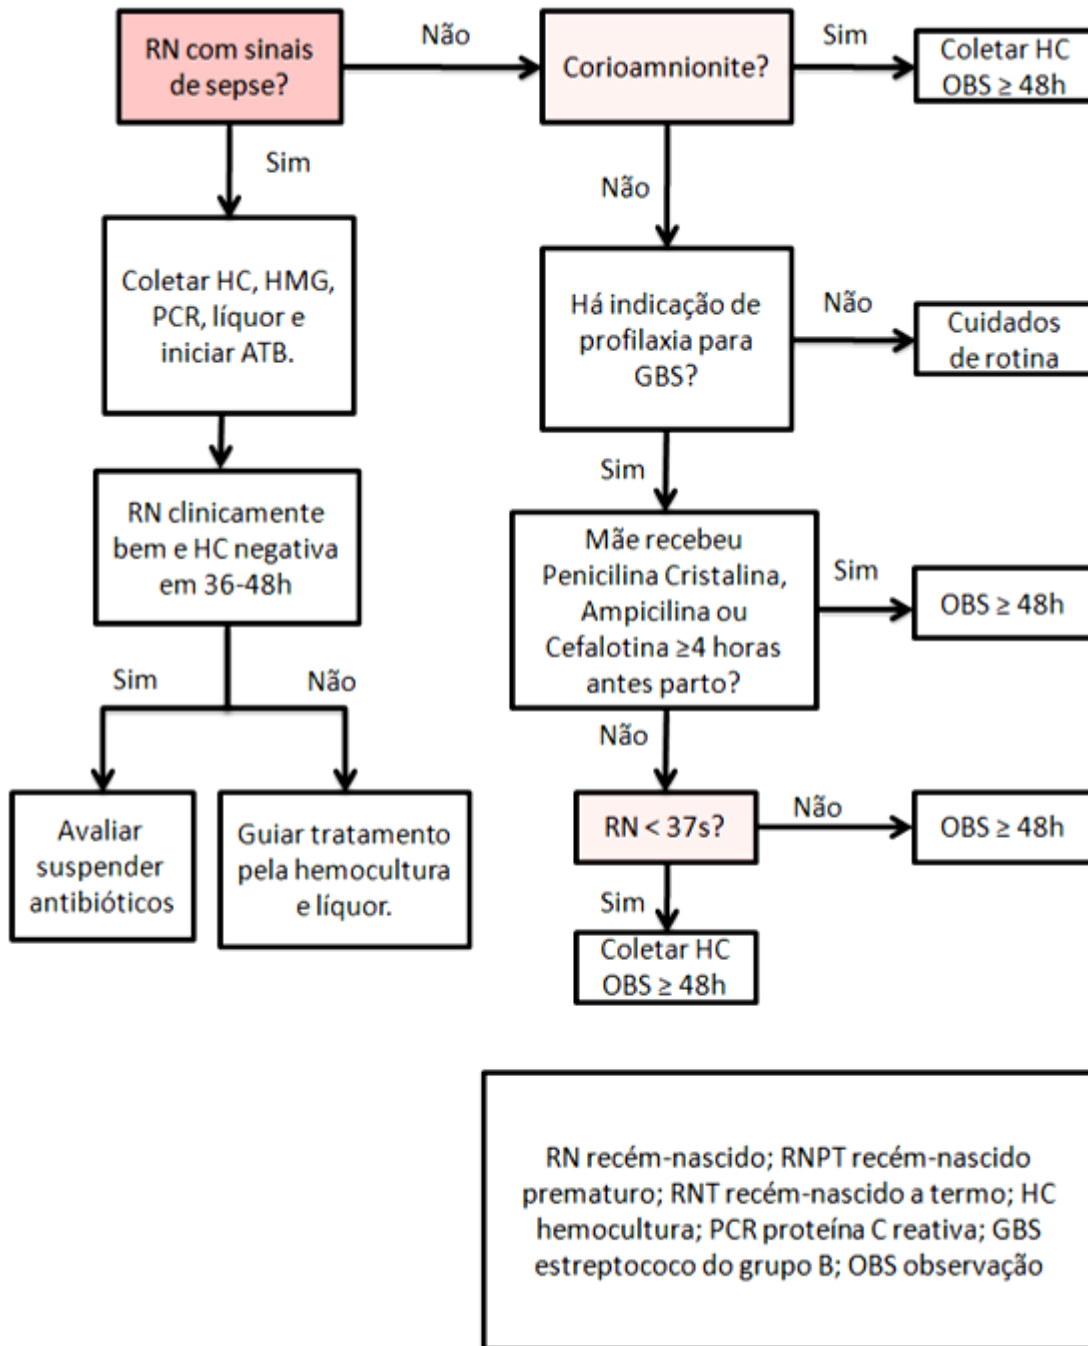 RN com sinais
de sepse?
Não
Corioamnionite?
Sim
Coletar HC
OBS ≥ 48h
Sim
Não
Coletar HC, HMG,
PCR, líquor e
iniciar ATB.
Há indicação de
profilaxia para
GBS?
Não
Cuidados
de rotina
Sim
RN clinicamente
bem e HC negativa
em 36-48h
Mãe recebeu
Penicilina Cristalina,
Ampicilina ou
Cefalotina ≥4 horas
antes parto?
Sim
OBS ≥ 48h
Sim
Não
Não
Avaliar
suspender
antibióticos
Guiar tratamento
pela hemocultura
e líquor.
RN < 37s?
Não
OBS ≥ 48h
Sim
Coletar HC
OBS ≥ 48h
RN recém-nascido; RNPT recém-nascido
prematuro; RNT recém-nascido a termo; HC
hemocultura; PCR proteína C reativa; GBS
estreptococo do grupo B; OBS observação